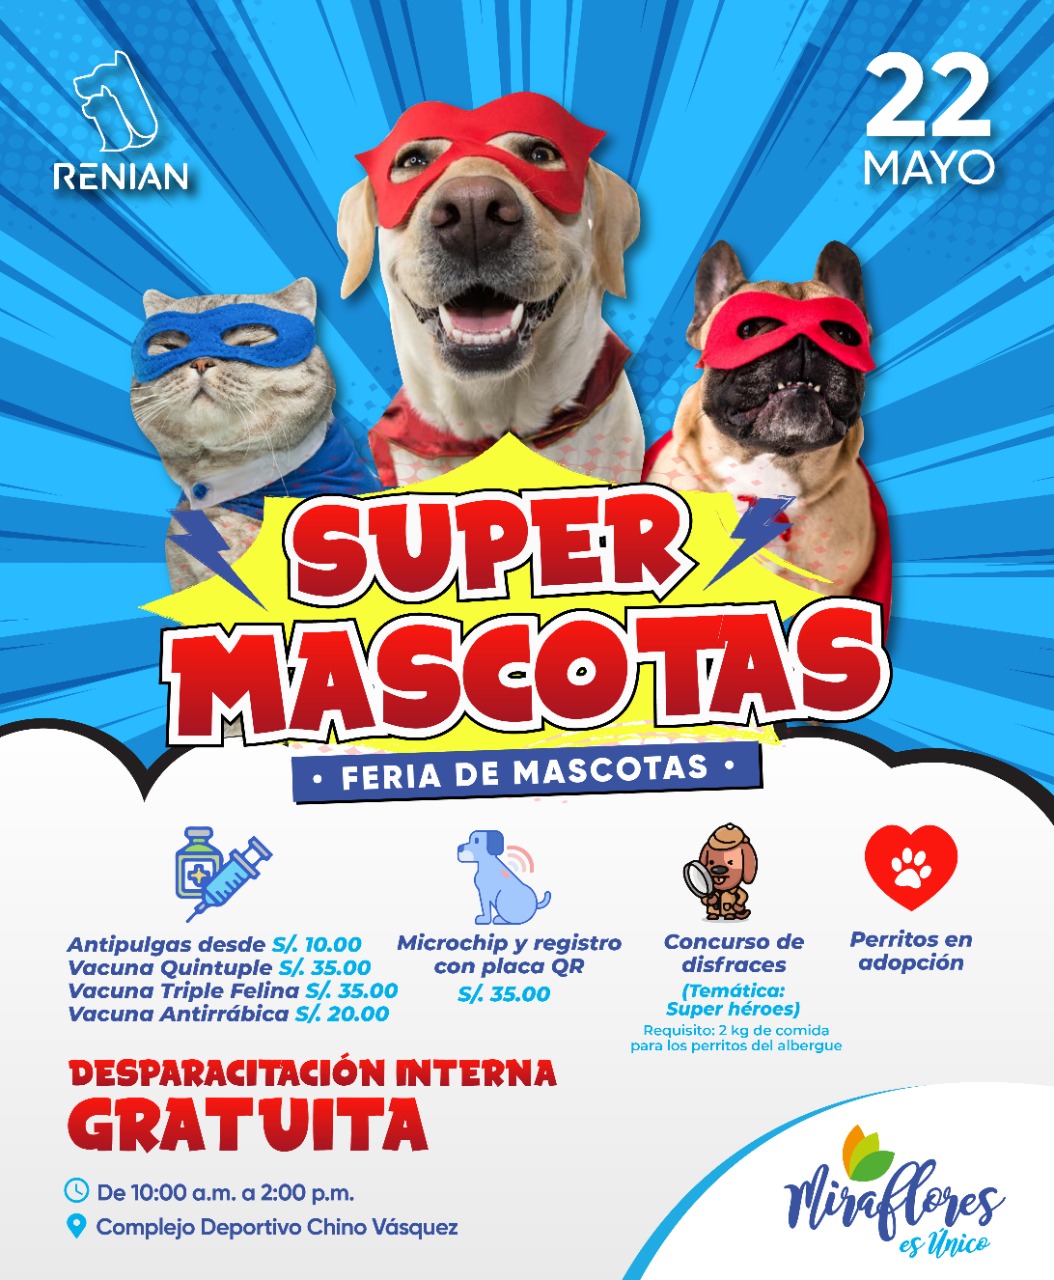 RENIAN
22
MAYO
SUPER
MASCOTAS
• FERIA DE MASCOTAS •
Antipulgas desde S/. 10.00
Vacuna Quintuple S/. 35.00
Vacuna Triple Felina S/. 35.00
Vacuna Antirrábica S/. 20.00
Microchip y registro
con placa QR
S/. 35.00
Concurso de
disfraces
(Temática:
Super héroes)
Requisito: 2 kg de comida
para los perritos del albergue
Perritos en
adopción
DESPARACITACIÓN INTERNA
GRATUITA
De 10:00 a.m. a 2:00 p.m.
Complejo Deportivo Chino Vásquez
Miraflores
es Único